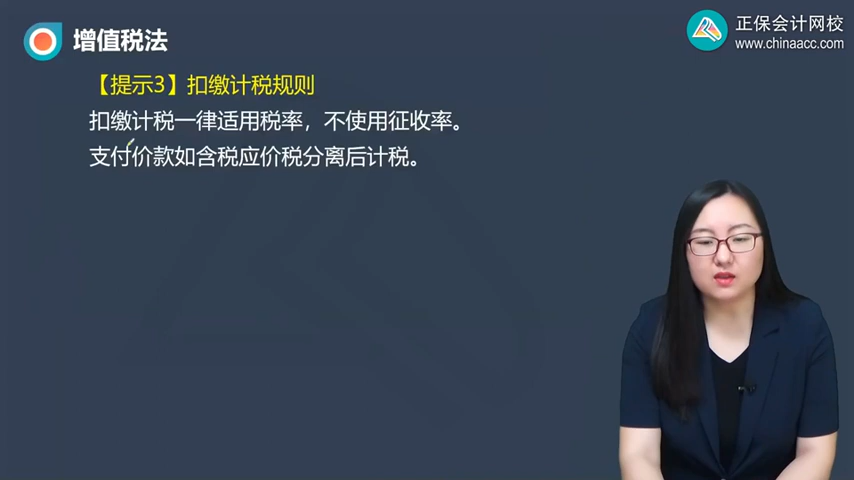 增值税法
正保会计网校
www.chinaacc.com
【提示3】扣缴计税规则
扣缴计税一律适用税率，不使用征收率。
支付价款如含税应价税分离后计税。